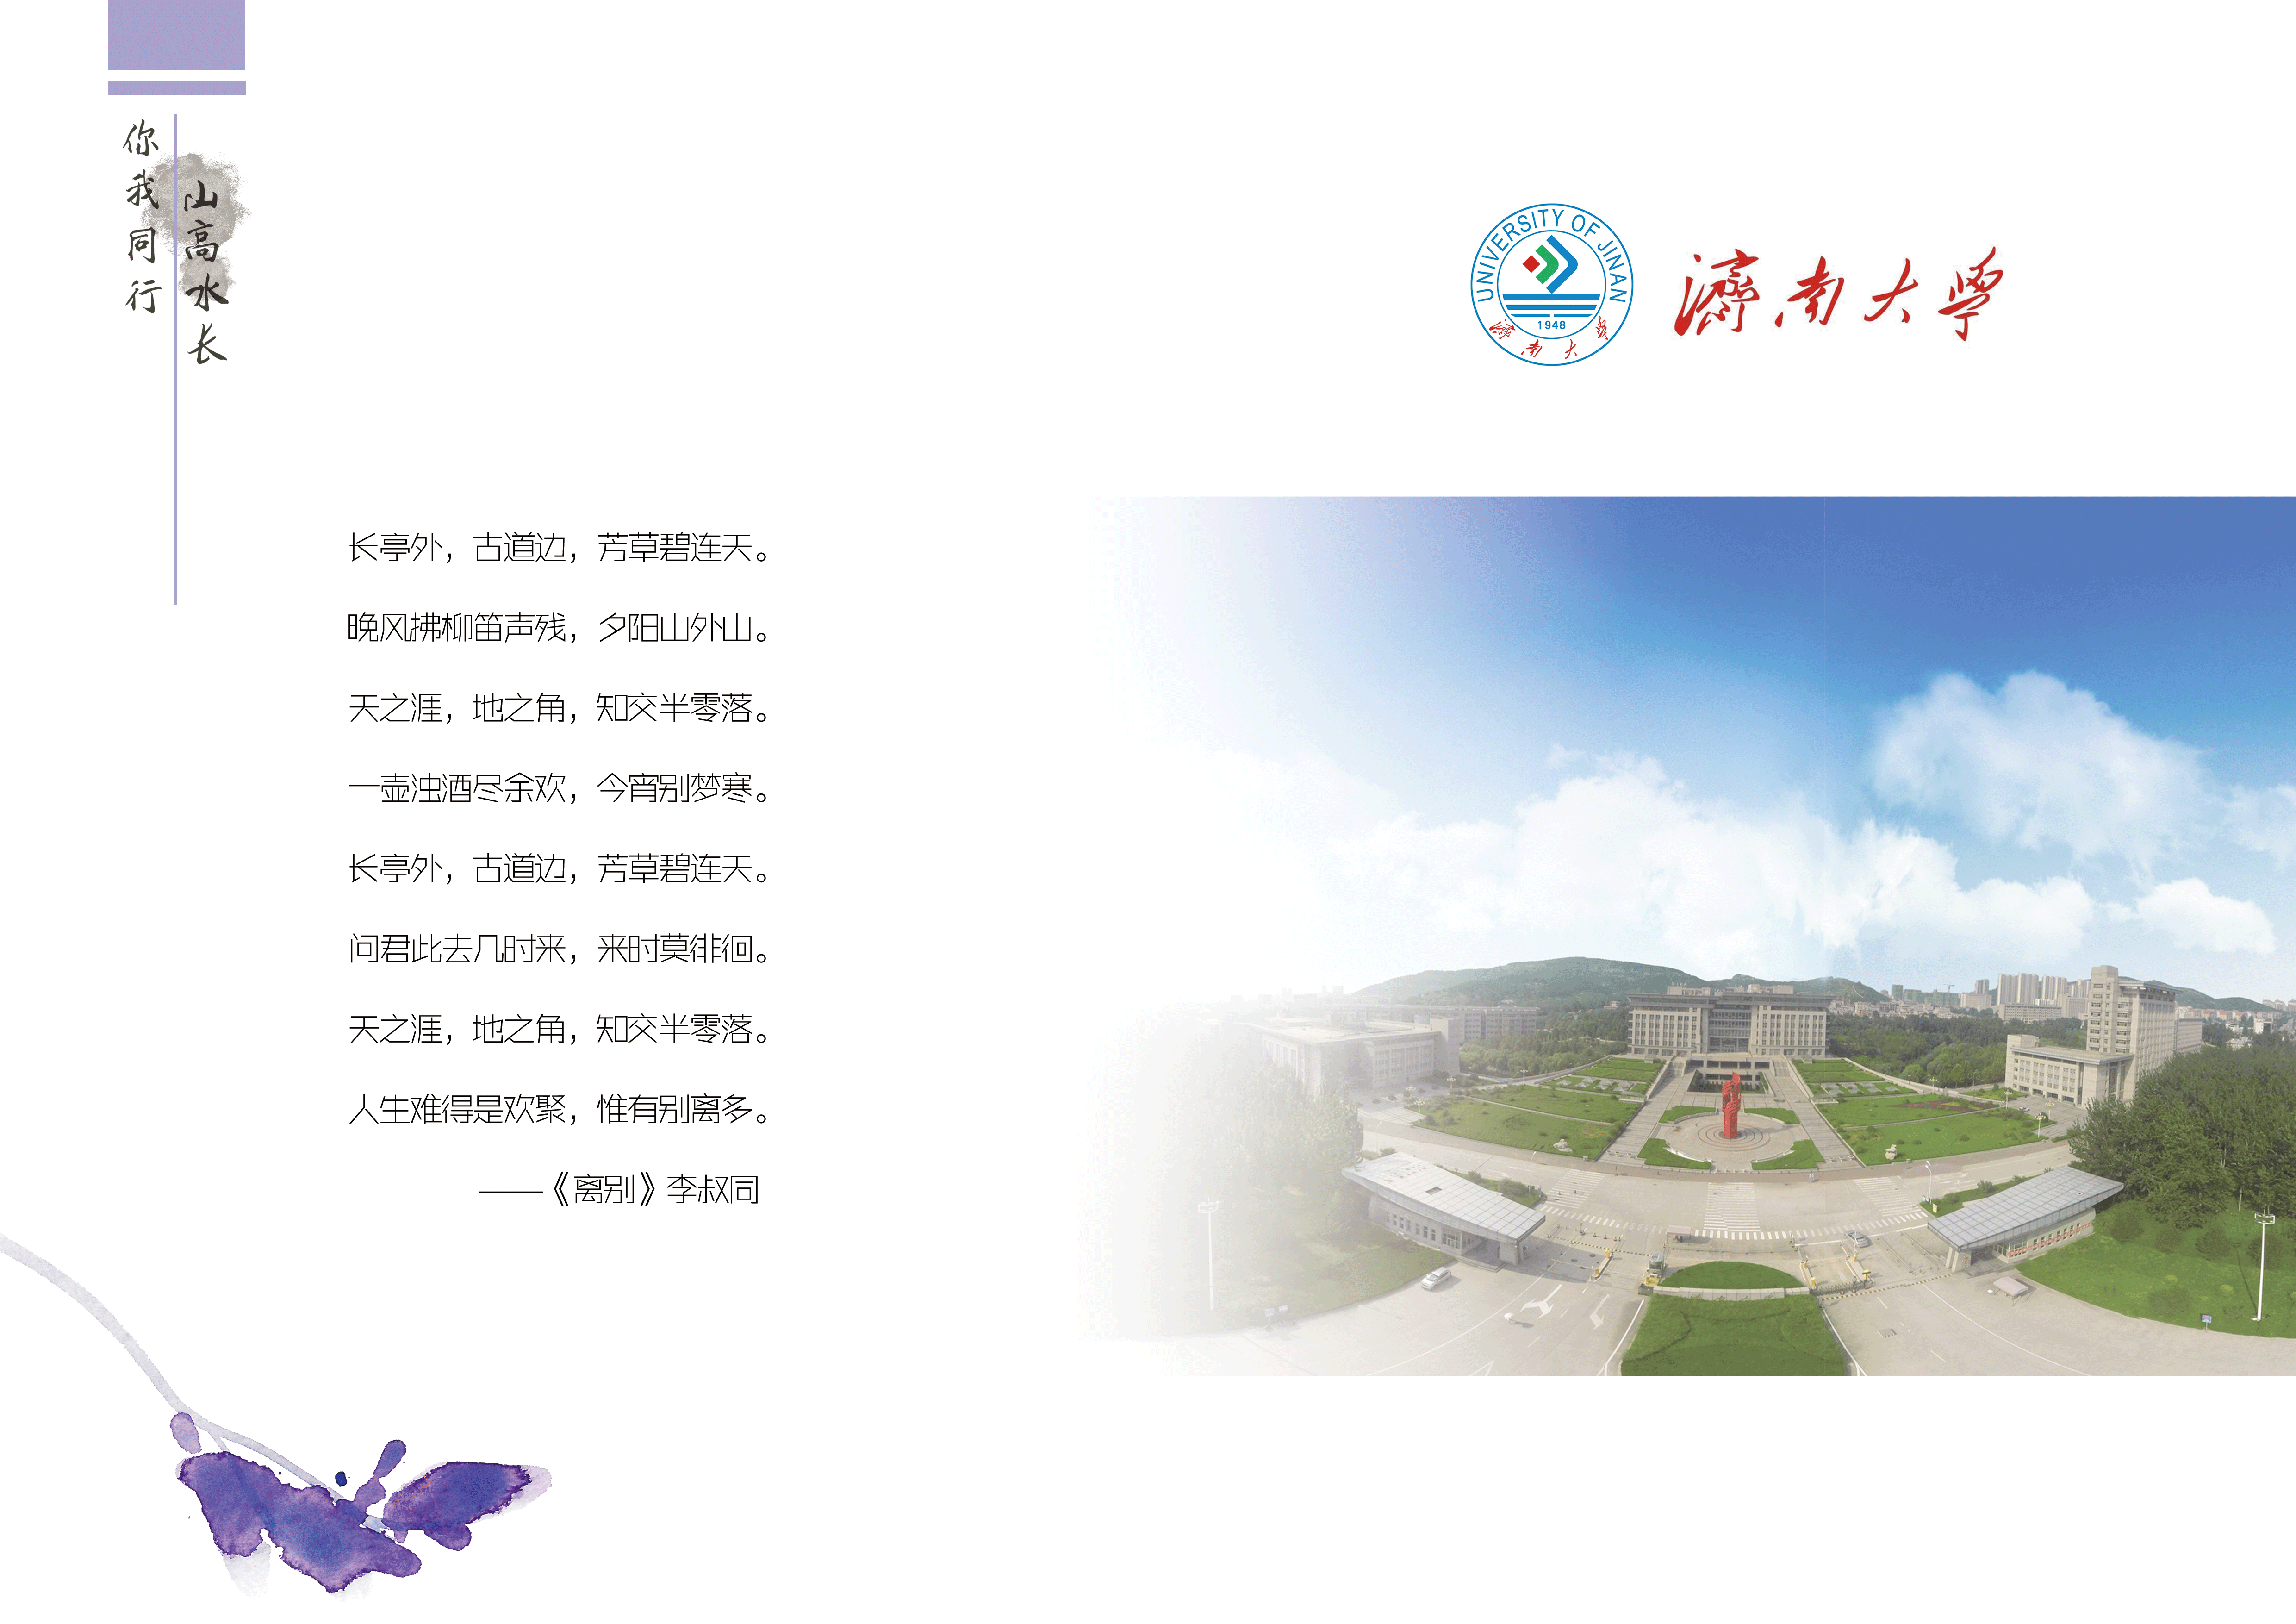 山高水长
你我同行
长亭外，古道边，芳草碧连天。
晚风拂柳笛声残，夕阳山外山。
天之涯，地之角，知交半零落。
一壶浊酒尽余欢，今宵别梦寒。
长亭外，古道边，芳草碧连天。
问君此去几时来，来时莫徘徊。
天之涯，地之角，知交半零落。
人生难得是欢聚，惟有别离多。
——《离别》李叔同
UNIVERSITY OF JINAN
1948
濟南大學
濟南大學